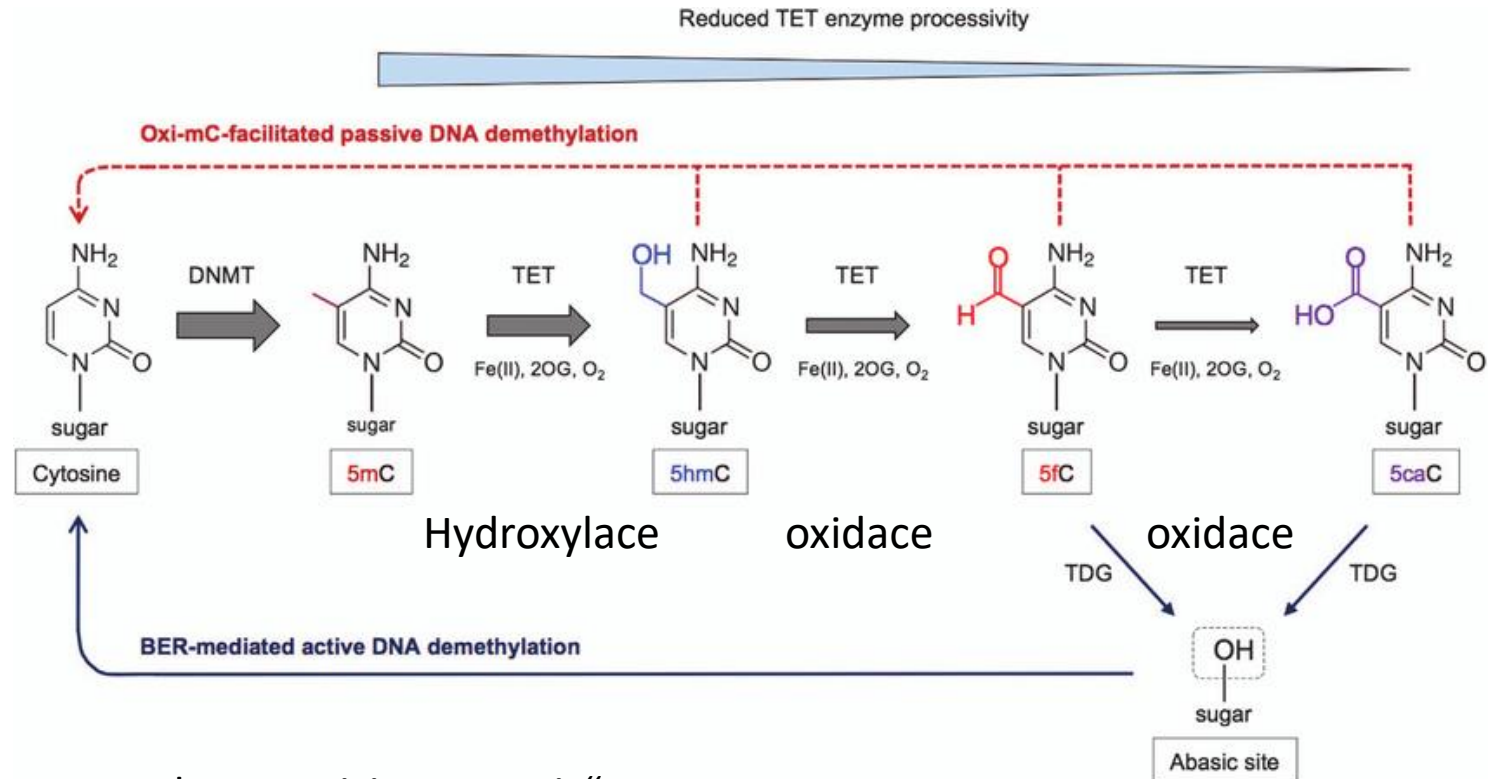 Reduced TET enzyme processivity
Oxi-mC-facilitated passive DNA demethylation
NH2
N
O
N
sugar
Cytosine
DNMT
NH2
N
O
N
sugar
5mC
TET
Fe(II), 2OG, O2
OH
NH2
N
O
N
sugar
5hmC
TET
Fe(II), 2OG, O2
O
H
NH2
N
O
N
sugar
5fC
TET
Fe(II), 2OG, O2
O
HO
NH2
N
O
N
sugar
5caC
Hydroxylace oxidace oxidace
TDG TDG
BER-mediated active DNA demethylation
OH
sugar
Abasic site